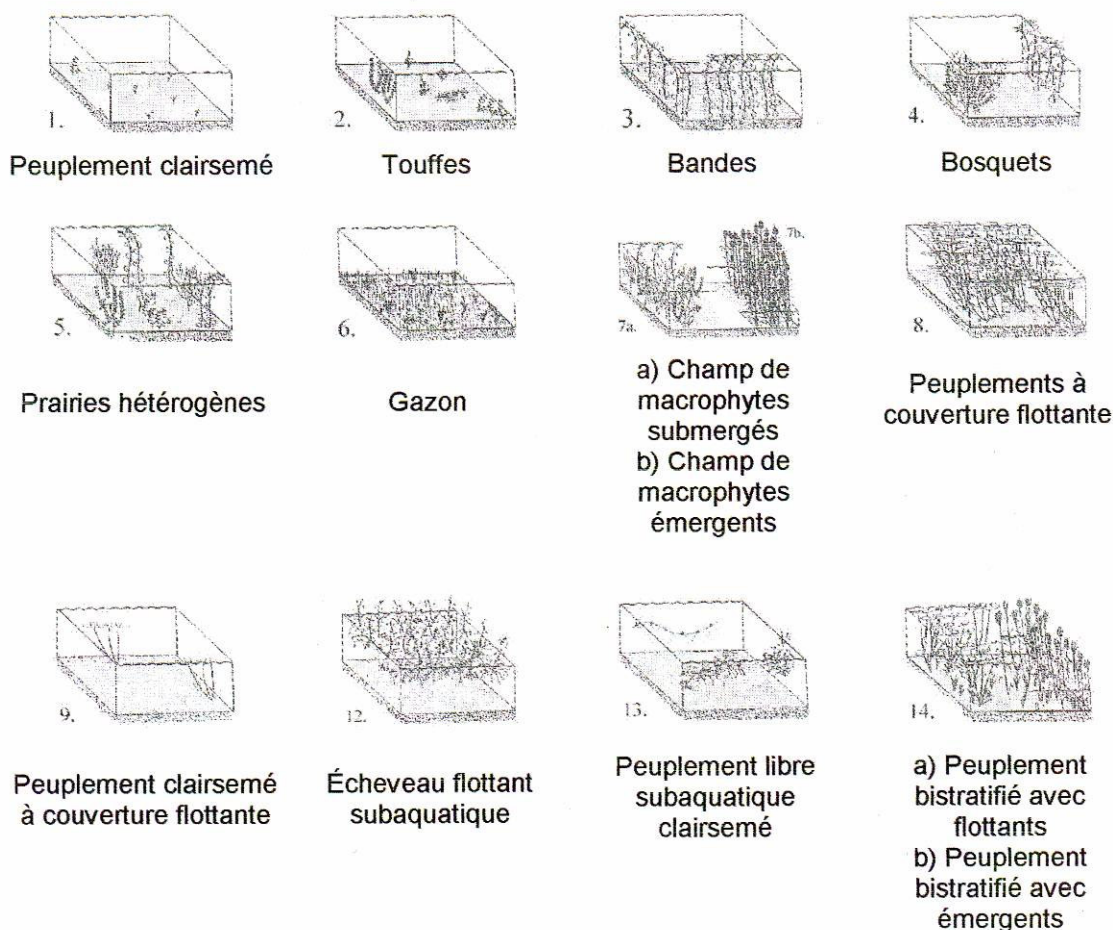 1.
2.
3.
4.
Peuplement clairsemé
Touffes
Bandes
Bosquets
5.
6.
7a.
7b.
8.
Prairies hétérogènes
Gazon
a) Champ de
macrophytes
submergés
b) Champ de
macrophytes
émergents
Peuplements à
couverture flottante
9.
12.
13.
14.
Peuplement clairsemé
à couverture flottante
Écheveau flottant
subaquatique
Peuplement libre
subaquatique
clairsemé
a) Peuplement
bistratifié avec
flottants
b) Peuplement
bistratifié avec
émergents